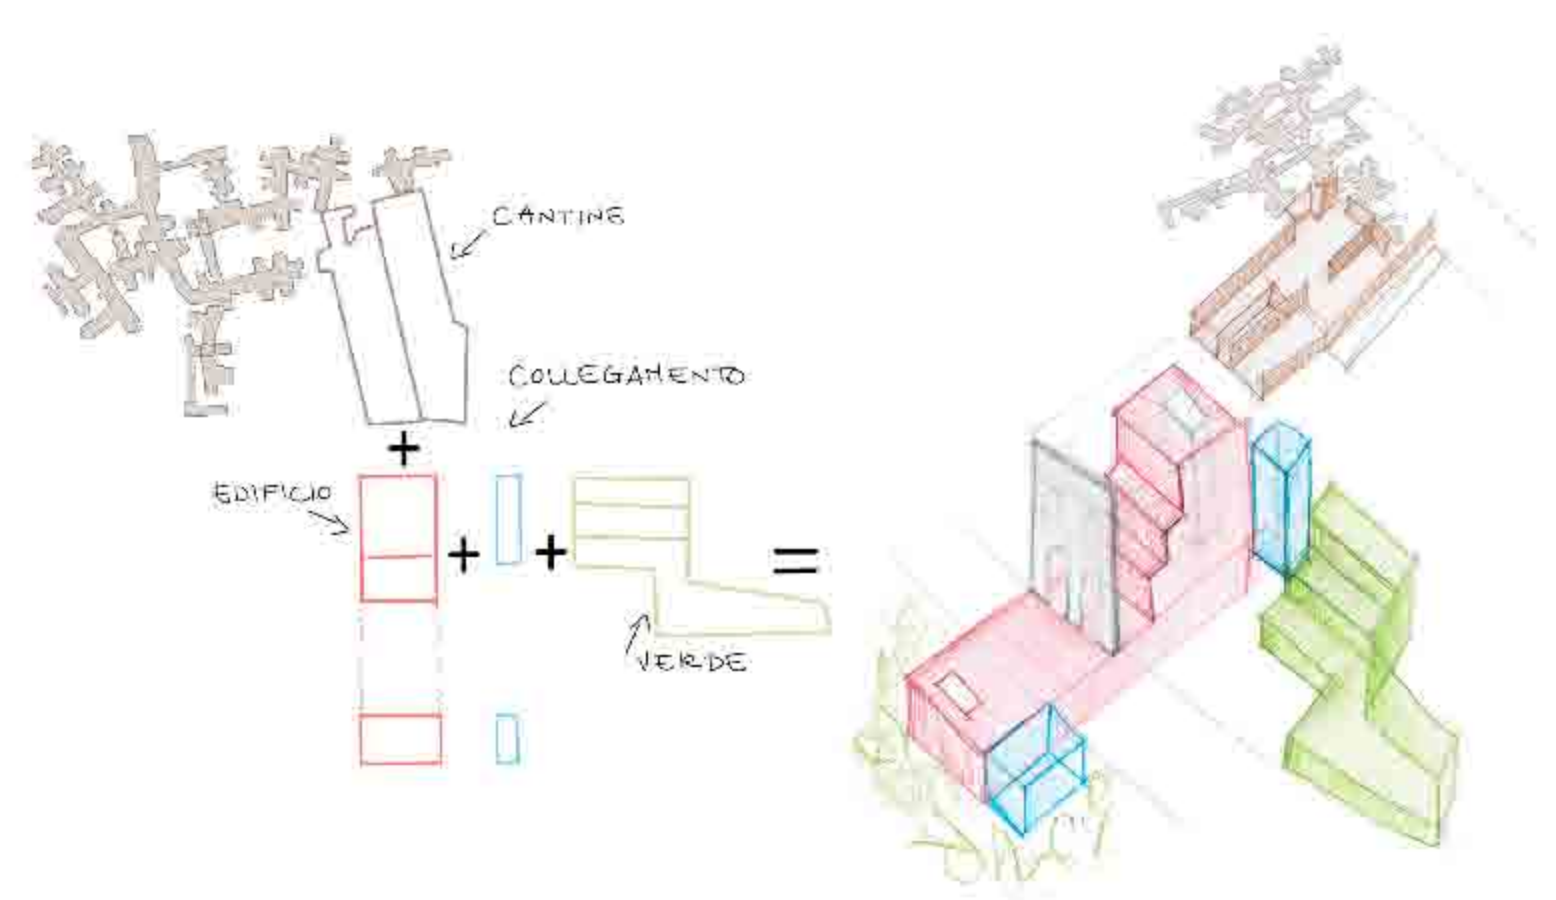 CANTINE
COLLEGAMENTO
+
EDIFICIO
+ + =
VERDE